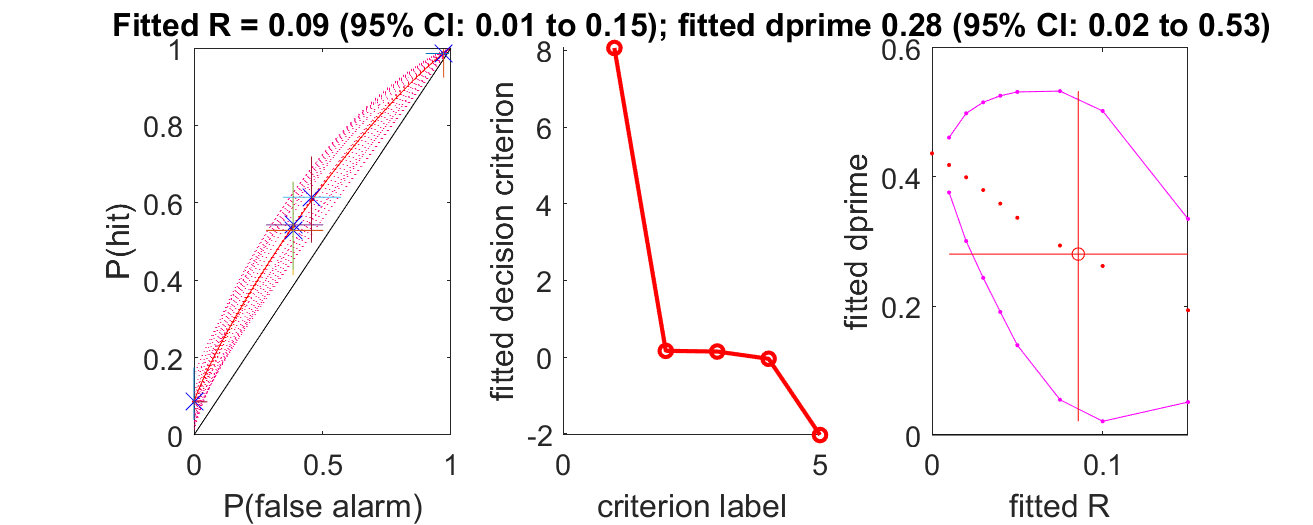 Fitted R = 0.09 (95% CI: 0.01 to 0.15); fitted dprime 0.28 (95% CI: 0.02 to 0.53)
P(hit)
1
0.8
0.6
0.4
0.2
0
0 0.5 1
P(false alarm)
fitted decision criterion
8
6
4
2
0
-2
0 5
criterion label
fitted dprime
0.6
0.4
0.2
0
0 0.1
fitted R